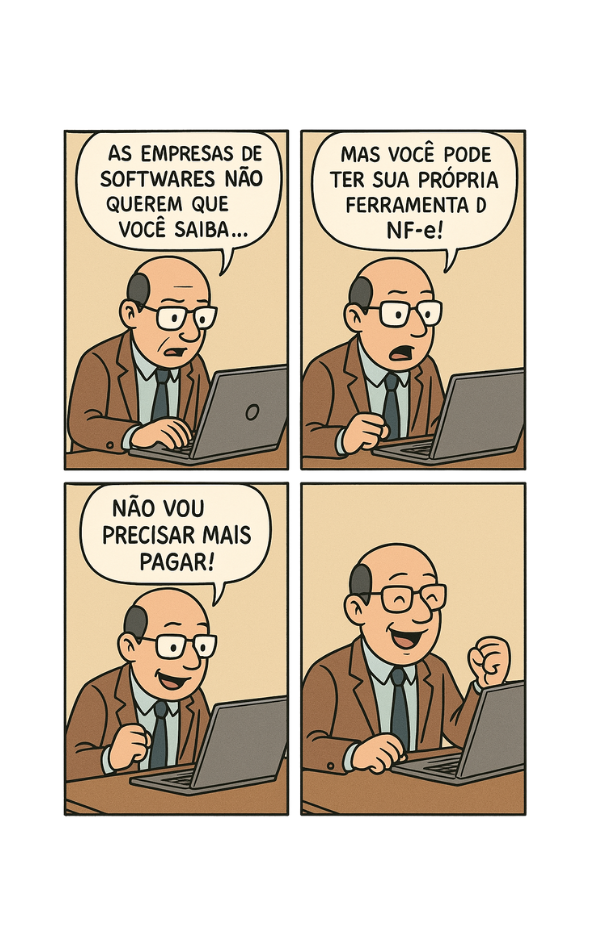 AS EMPRESAS DE
SOFTWARES NÃO
QUEREM QUE
VOCÊ SAIBA...
MAS VOCÊ PODE
TER SUA PRÓPRIA
FERRAMENTA D
NF-e!
NÃO VOU
PRECISAR MAIS
PAGAR!